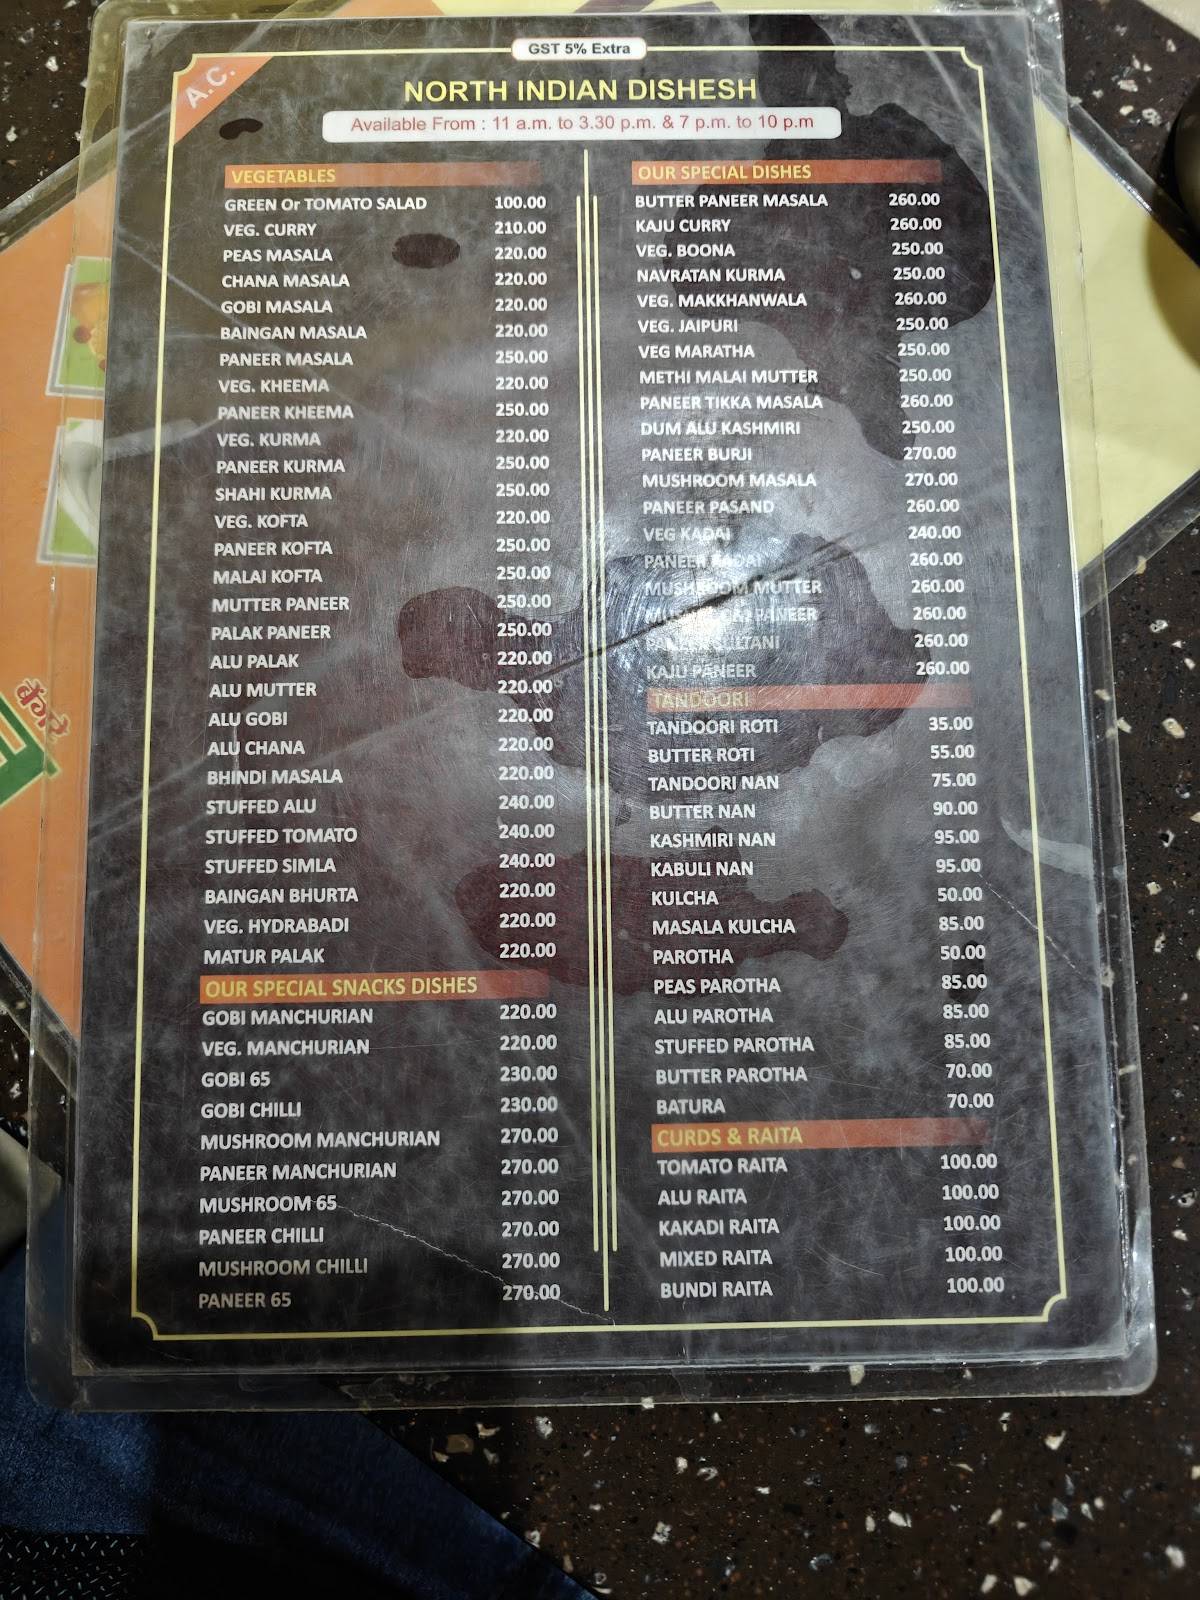 GST 5% Extra
A.C.
NORTH INDIAN DISHESH
Available From : 11 a.m. to 3.30 p.m. & 7 p.m. to 10 p.m
VEGETABLES
GREEN Or TOMATO SALAD 100.00
VEG. CURRY 210.00
PEAS MASALA 220.00
CHANA MASALA 220.00
GOBI MASALA 220.00
BAINGAN MASALA 220.00
PANEER MASALA 250.00
VEG. KHEEMA 220.00
PANEER KHEEMA 250.00
VEG. KURMA 220.00
PANEER KURMA 250.00
SHAHI KURMA 250.00
VEG. KOFTA 220.00
PANEER KOFTA 250.00
MALAI KOFTA 250.00
MUTTER PANEER 250.00
PALAK PANEER 250.00
ALU PALAK 220.00
ALU MUTTER 220.00
ALU GOBI 220.00
ALU CHANA 220.00
BHINDI MASALA 220.00
STUFFED ALU 240.00
STUFFED TOMATO 240.00
STUFFED SIMLA 240.00
BAINGAN BHURTA 220.00
VEG. HYDRABADI 220.00
MATUR PALAK 220.00
OUR SPECIAL SNACKS DISHES
GOBI MANCHURIAN 220.00
VEG. MANCHURIAN 220.00
GOBI 65 230.00
GOBI CHILLI 230.00
MUSHROOM MANCHURIAN 270.00
PANEER MANCHURIAN 270.00
MUSHROOM 65 270.00
PANEER CHILLI 270.00
MUSHROOM CHILLI 270.00
PANEER 65 270.00
OUR SPECIAL DISHES
BUTTER PANEER MASALA 260.00
KAJU CURRY 260.00
VEG. BOONA 250.00
NAVRATAN KURMA 250.00
VEG. MAKKHANWALA 260.00
VEG. JAIPURI 250.00
VEG MARATHA 250.00
METHI MALAI MUTTER 250.00
PANEER TIKKA MASALA 260.00
DUM ALU KASHMIRI 250.00
PANEER BURJI 270.00
MUSHROOM MASALA 270.00
PANEER PASAND 260.00
VEG KADAI 240.00
PANEER KADAI 260.00
MUSHROOM MUTTER 260.00
MUSHROOM PANEER 260.00
260.00
KAJU PANEER 260.00
TANDOORI
TANDOORI ROTI 35.00
BUTTER ROTI 55.00
TANDOORI NAN 75.00
BUTTER NAN 90.00
KASHMIRI NAN 95.00
KABULI NAN 95.00
KULCHA 50.00
MASALA KULCHA 85.00
PAROTHA 50.00
PEAS PAROTHA 85.00
ALU PAROTHA 85.00
STUFFED PAROTHA 85.00
BUTTER PAROTHA 70.00
BATURA 70.00
CURDS & RAITA
TOMATO RAITA 100.00
ALU RAITA 100.00
KAKADI RAITA 100.00
MIXED RAITA 100.00
BUNDI RAITA 100.00